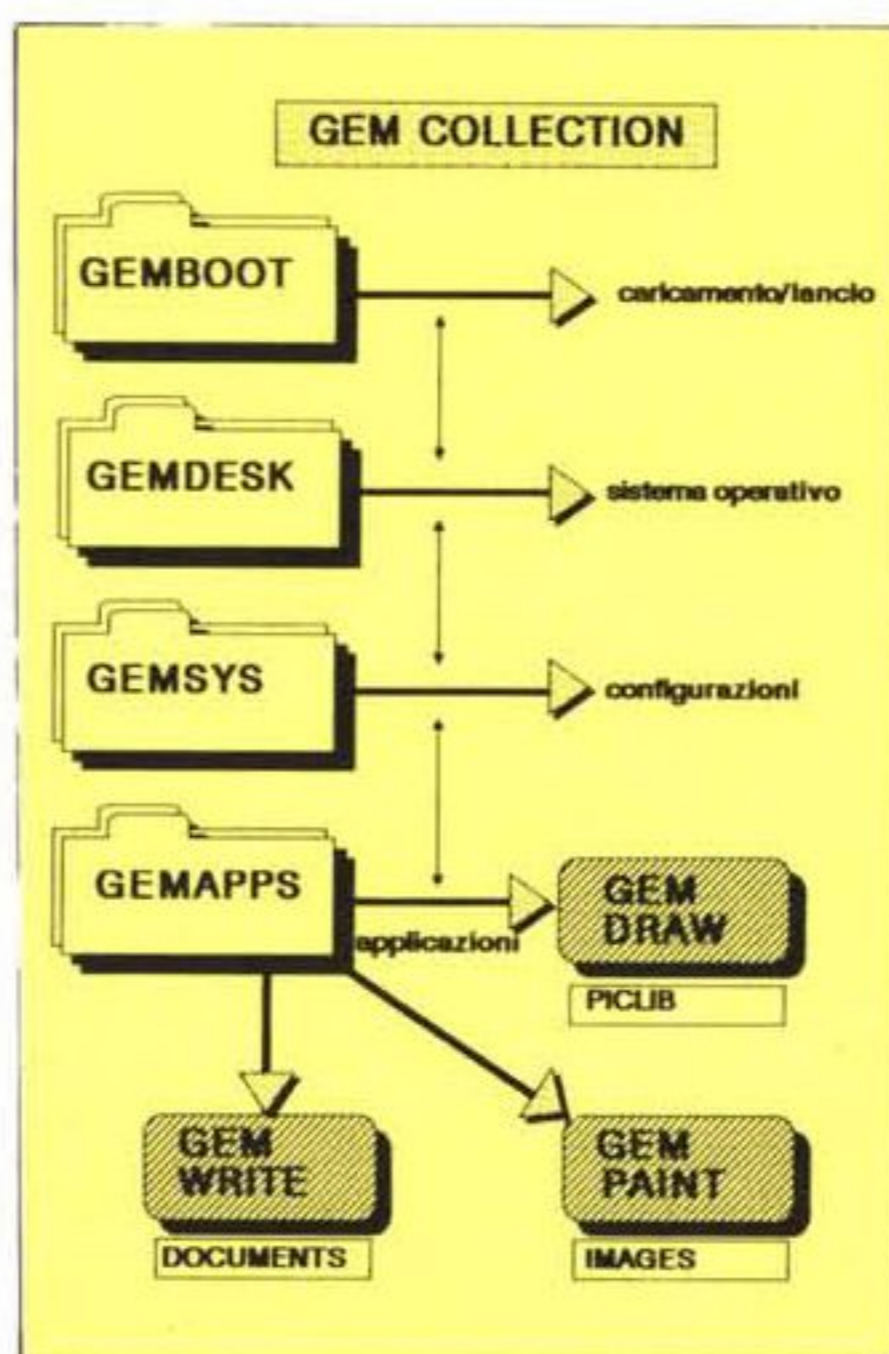 GEM COLLECTION
GEMBOOT
caricamento/lancio
GEMDESK
sistema operativo
GEMSYS
configurazioni
GEMAPPS
applicazioni
GEM
DRAW
PICLIB
GEM
WRITE
DOCUMENTS
GEM
PAINT
IMAGES